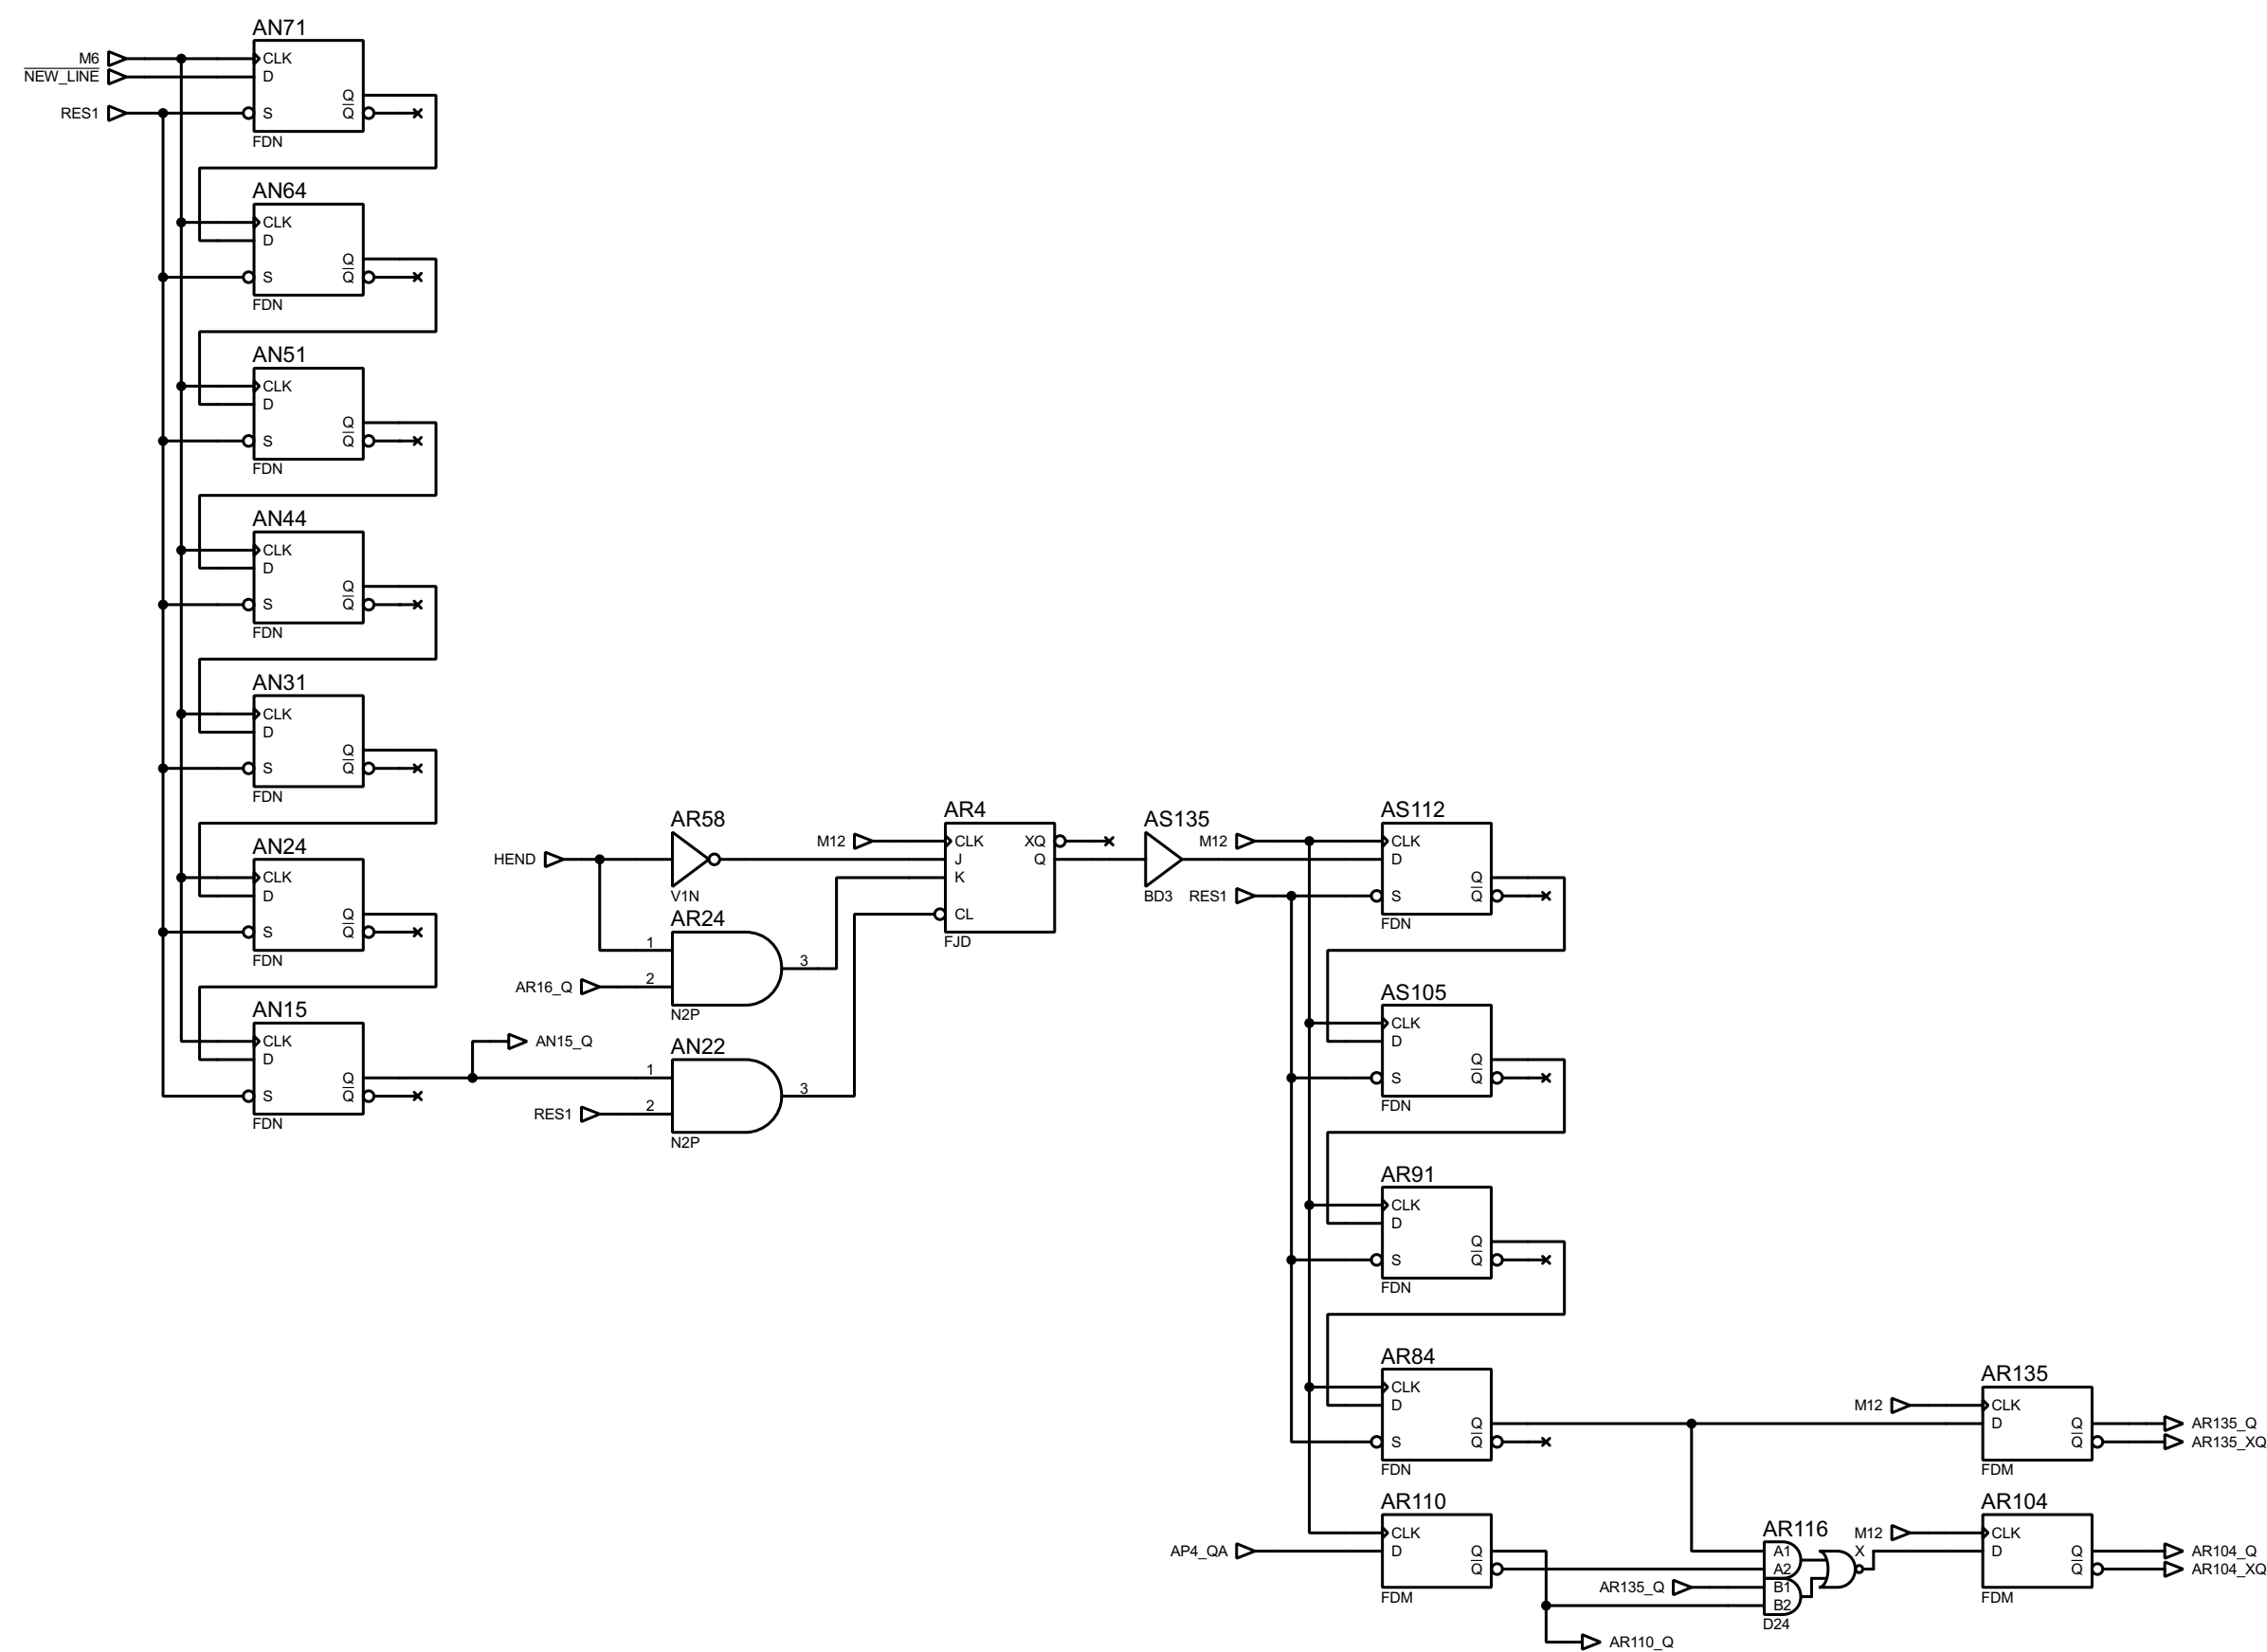 AN71
M6
CLK
NEW_LINE
D
Q
RES1
S
Q
FDN
AN64
CLK
D
Q
S
Q
FDN
AN51
CLK
D
Q
S
Q
FDN
AN44
CLK
D
Q
S
Q
FDN
AN31
CLK
D
Q
S
Q
FDN
AN24
CLK
D
Q
S
Q
FDN
AN15
CLK
D
Q
S
Q
FDN
AN15_Q
HEND
AR58
V1N
AR24
1
2
3
AR16_Q
N2P
AN22
1
2
3
RES1
N2P
AR4
M12
CLK
XQ
J
Q
K
CL
FJD
AS135
BD3
AS112
M12
CLK
D
Q
RES1
S
Q
FDN
AS105
CLK
D
Q
S
Q
FDN
AR91
CLK
D
Q
S
Q
FDN
AR84
CLK
D
Q
S
Q
FDN
AR110
CLK
AP4_QA
D
Q
Q
FDM
AR110_Q
AR116
A1
A2
AR135_Q
B1
B2
X
D24
AR135
M12
CLK
D
Q
AR135_Q
Q
AR135_XQ
FDM
AR104
M12
CLK
D
Q
AR104_Q
Q
AR104_XQ
FDM